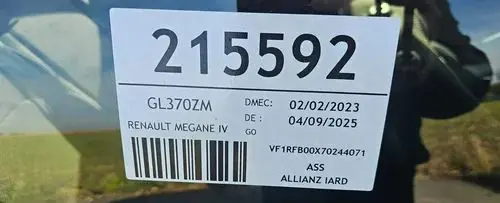 215592
GL370ZM DMEC: 02/02/2023
RENAULT MEGANE IV DE : 04/09/2025
GO
VF1RFB00X70244071
ASS
ALLIANZ IARD